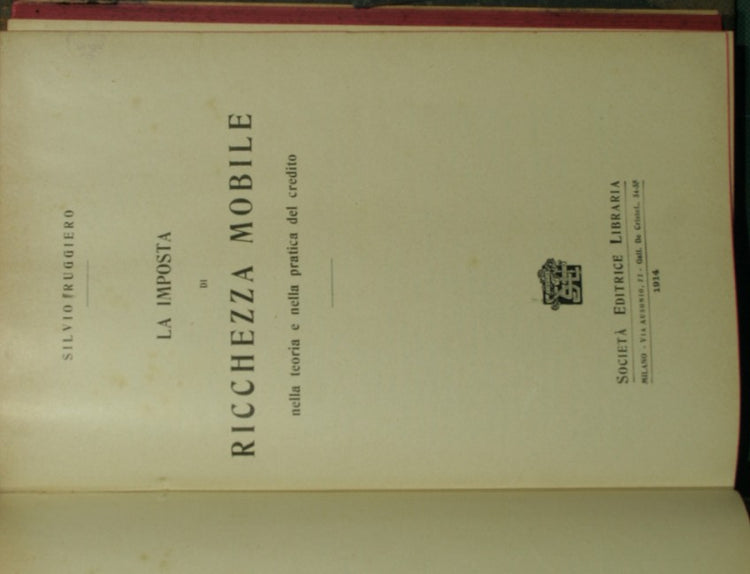 SILVIO RUGGIERO
LA IMPOSTA
DI
RICCHEZZA MOBILE
nella teoria e nella pratica del credito
SEL
SOCIETÀ EDITRICE LIBRARIA
MILANO - VIA AUSONIO, 22 - Gall. De Cristof., 54-55
1914